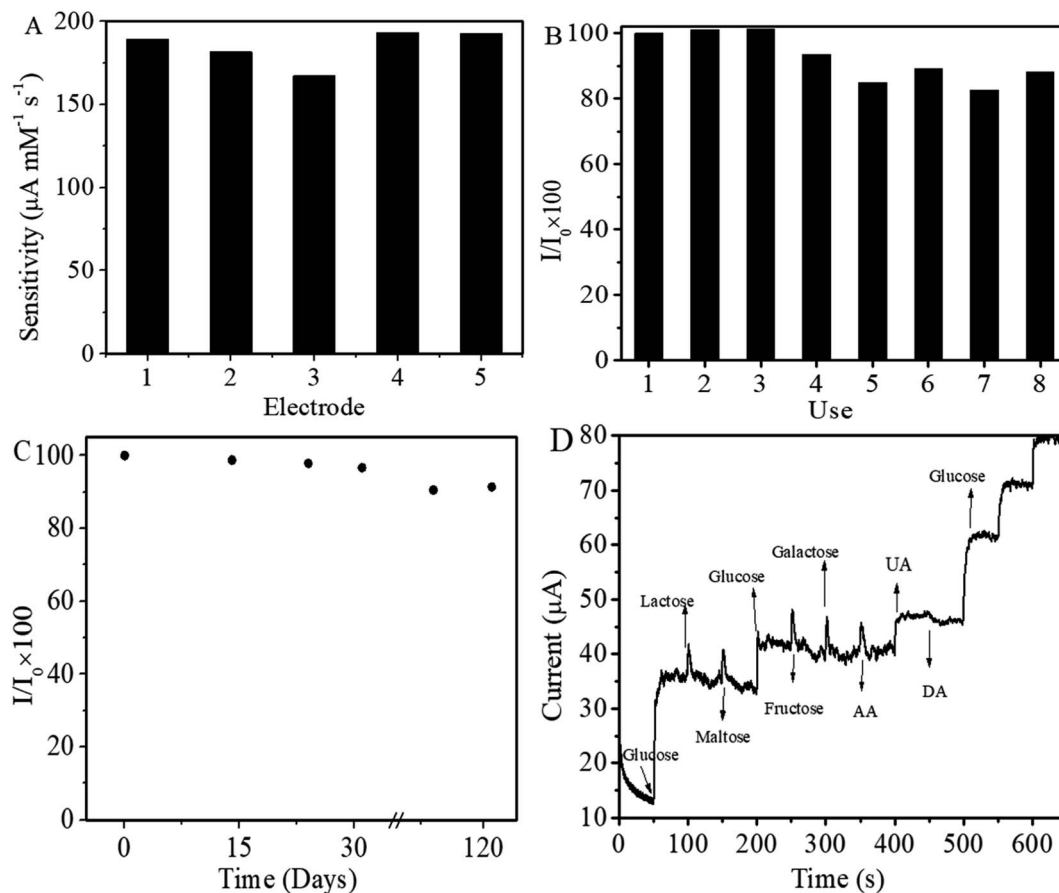 A
Sensitivity (μA mM⁻¹ s⁻¹)
200
150
100
50
0
1 2 3 4 5
Electrode
B
I/I₀×100
100
80
60
40
20
0
1 2 3 4 5 6 7 8
Use
C
I/I₀×100
100
80
60
40
20
0
0 15 30 120
Time (Days)
D
Current (μA)
80
70
60
50
40
30
20
10
Glucose
UA
Galactose
Glucose
Lactose
DA
AA
Fructose
Maltose
Glucose
0 100 200 300 400 500 600
Time (s)